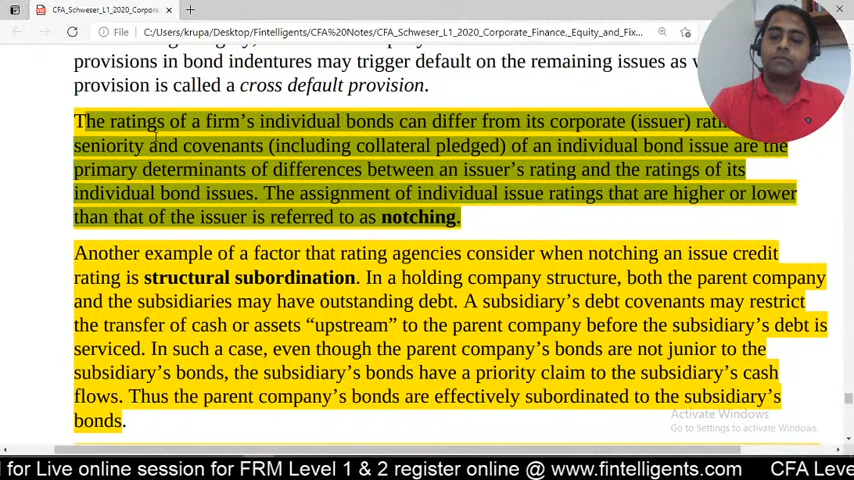 CFA_Schweser_L1_2020_Corpora
File
C:/Users/krupa/Desktop/Fintelligents/CFA%20Notes/CFA_Schweser_L1_2020_Corporate_Finance,_Equity_and_Fix...
provisions in bond indentures may trigger default on the remaining issues as
provision is called a cross default provision.
The ratings of a firm's individual bonds can differ from its corporate (issuer)
seniority and covenants (including collateral pledged) of an individual bond issue are the
primary determinants of differences between an issuer's rating and the ratings of its
individual bond issues. The assignment of individual issue ratings that are higher or lower
than that of the issuer is referred to as notching.
Another example of a factor that rating agencies consider when notching an issue credit
rating is structural subordination. In a holding company structure, both the parent company
and the subsidiaries may have outstanding debt. A subsidiary's debt covenants may restrict
the transfer of cash or assets “upstream” to the parent company before the subsidiary's debt is
serviced. In such a case, even though the parent company's bonds are not junior to the
subsidiary's bonds, the subsidiary's bonds have a priority claim to the subsidiary's cash
flows. Thus the parent company's bonds are effectively subordinated to the subsidiary's
bonds.
Activate Windows
Go to Settings to activate Windows.
for Live online session for FRM Level 1 & 2 register online @ www.fintelligents.com CFA Level